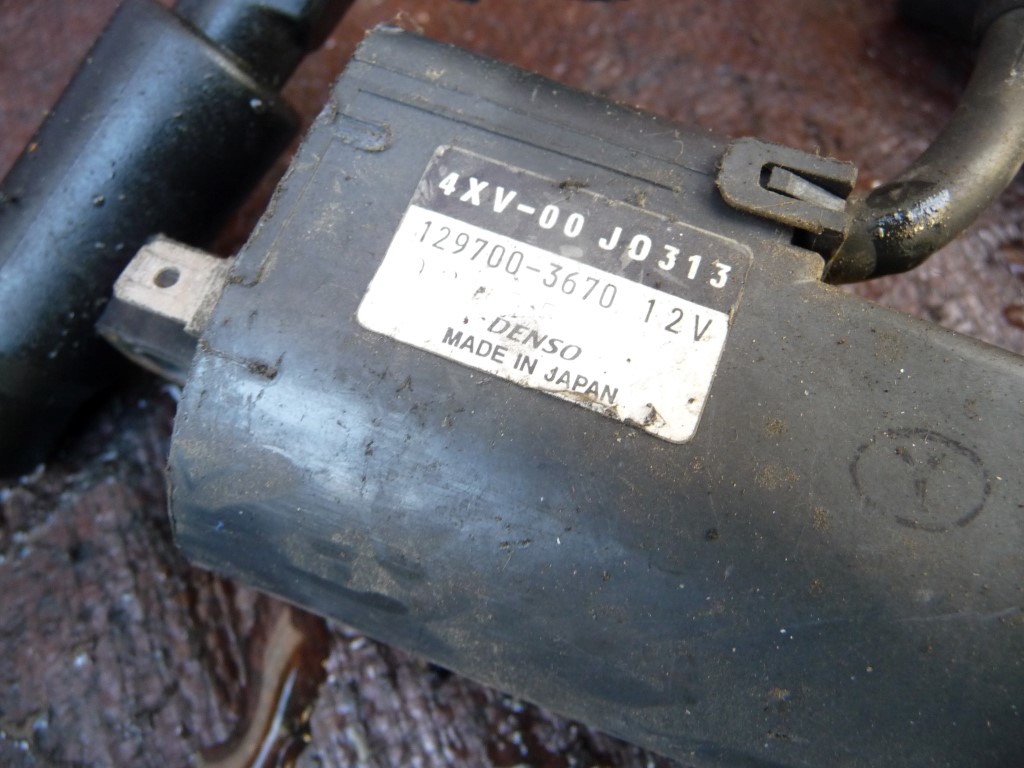 4XV-00 J0313
129700-3670 12V
DENSO
MADE IN JAPAN
Y